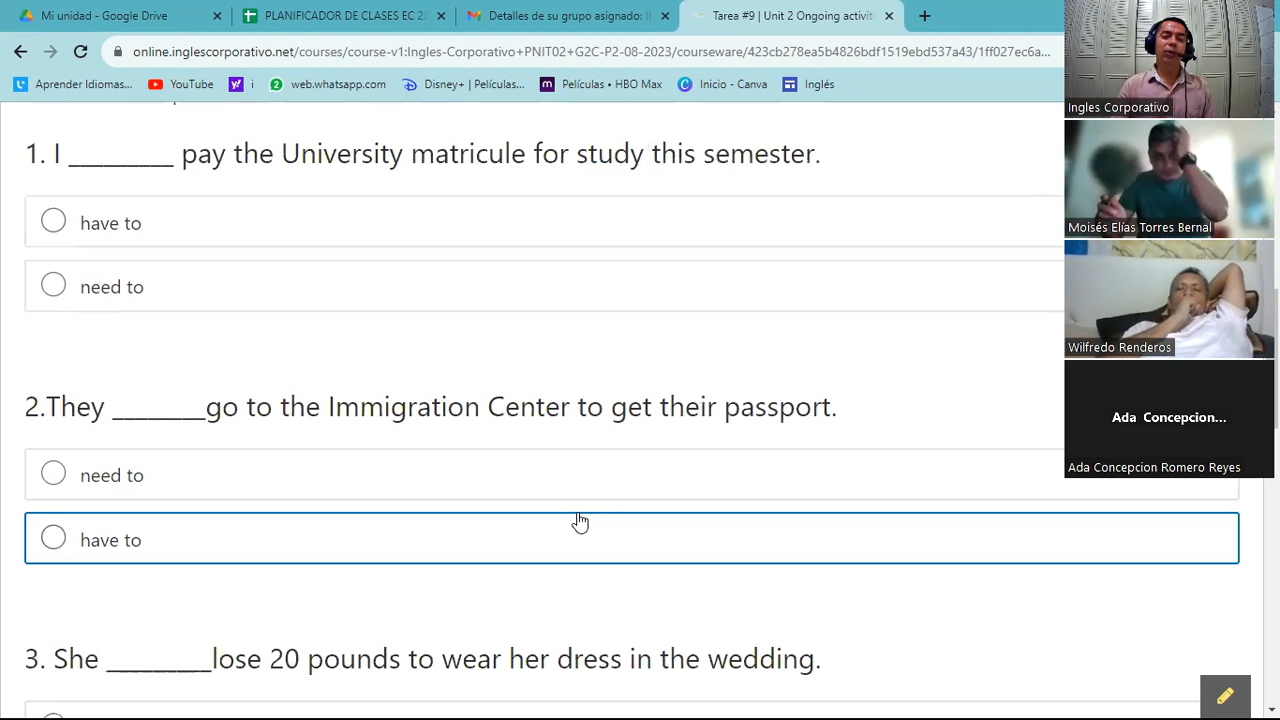 Mi unidad - Google Drive
PLANIFICADOR DE CLASES EC
Detalles de su grupo asignado:
Tarea #9 | Unit 2 Ongoing activi
online.inglescorporativo.net/courses/course-v1:Ingles-Corporativo+PNIT02+G2C-P2-08-2023/courseware/423cb278ea5b4825bbdf1519ebd537a43/1ff027ec6a...
Aprender Idiomas...
YouTube
i
web.whatsapp.com
Disney+ | Películas...
Películas • HBO Max
Inicio - Canva
Inglés
1. I _________ pay the University matricule for study this semester.
have to
need to
2.They ________go to the Immigration Center to get their passport.
need to
have to
3. She _________lose 20 pounds to wear her dress in the wedding.
Ingles Corporativo
Moisés Elías Torres Bernal
Wilfredo Renderos
Ada Concepcion...
Ada Concepcion Romero Reyes